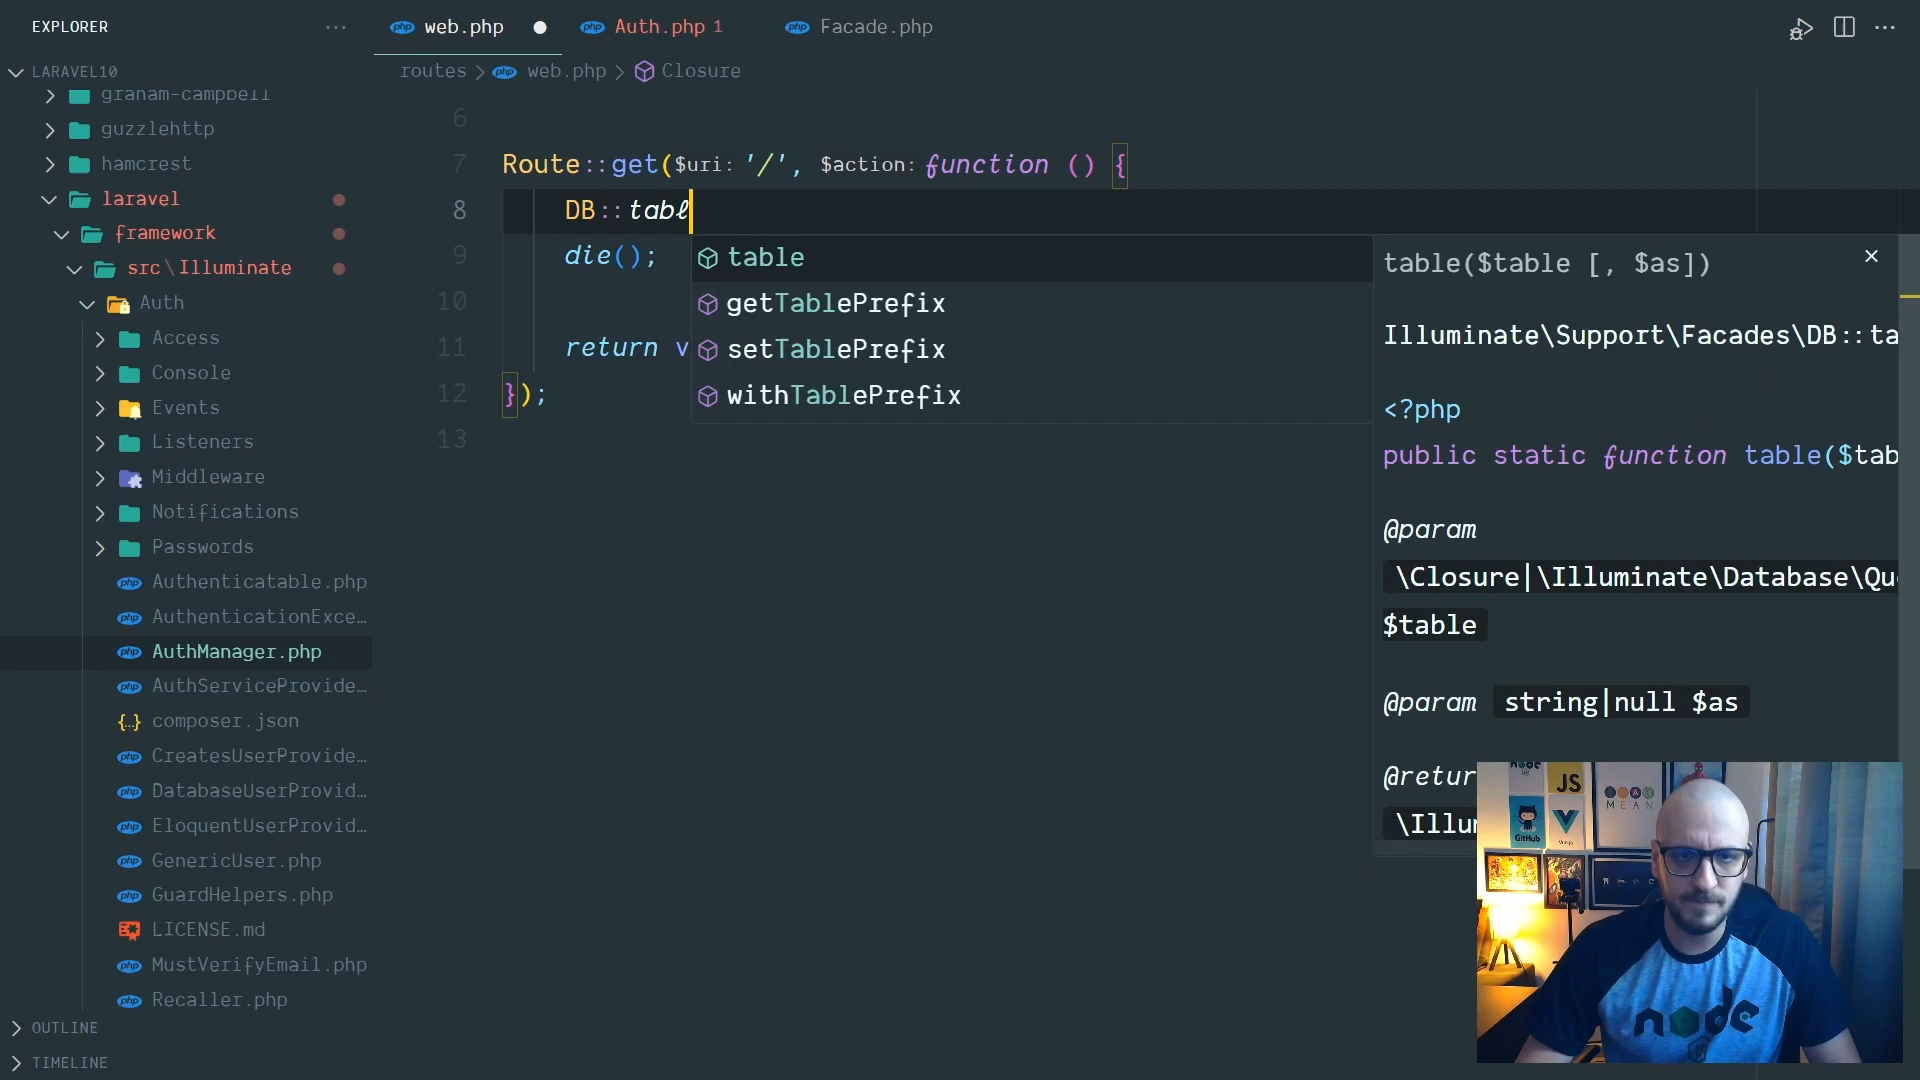 EXPLORER
web.php
Auth.php 1
Facade.php
LARAVEL10
routes > web.php > Closure
graham-campbell
guzzlehttp
hamcrest
laravel
framework
src\Illuminate
Auth
Access
Console
Events
Listeners
Middleware
Notifications
Passwords
Authenticatable.php
AuthenticationExce…
AuthManager.php
AuthServiceProvide…
composer.json
CreatesUserProvide…
DatabaseUserProvid…
EloquentUserProvid…
GenericUser.php
GuardHelpers.php
LICENSE.md
MustVerifyEmail.php
Recaller.php
OUTLINE
TIMELINE
6
7 Route::get($uri: '/', $action: function () {
8 DB::tabl
9 die();
10
11 return v
12 });
13
table
getTablePrefix
setTablePrefix
withTablePrefix
table($table [, $as])
Illuminate\Support\Facades\DB::ta
<?php
public static function table($tab
@param
\Closure|\Illuminate\Database\Qu
$table
@param string|null $as
@retur
\Illu
node
JS
MEAN
GitHub
node